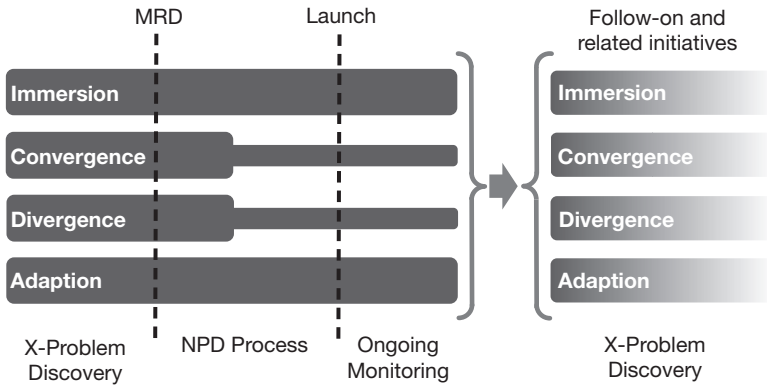 MRD
Launch
Follow-on and
related initiatives
Immersion
Immersion
Convergence
Convergence
Divergence
Divergence
Adaption
Adaption
X-Problem
Discovery
NPD Process
Ongoing
Monitoring
X-Problem
Discovery